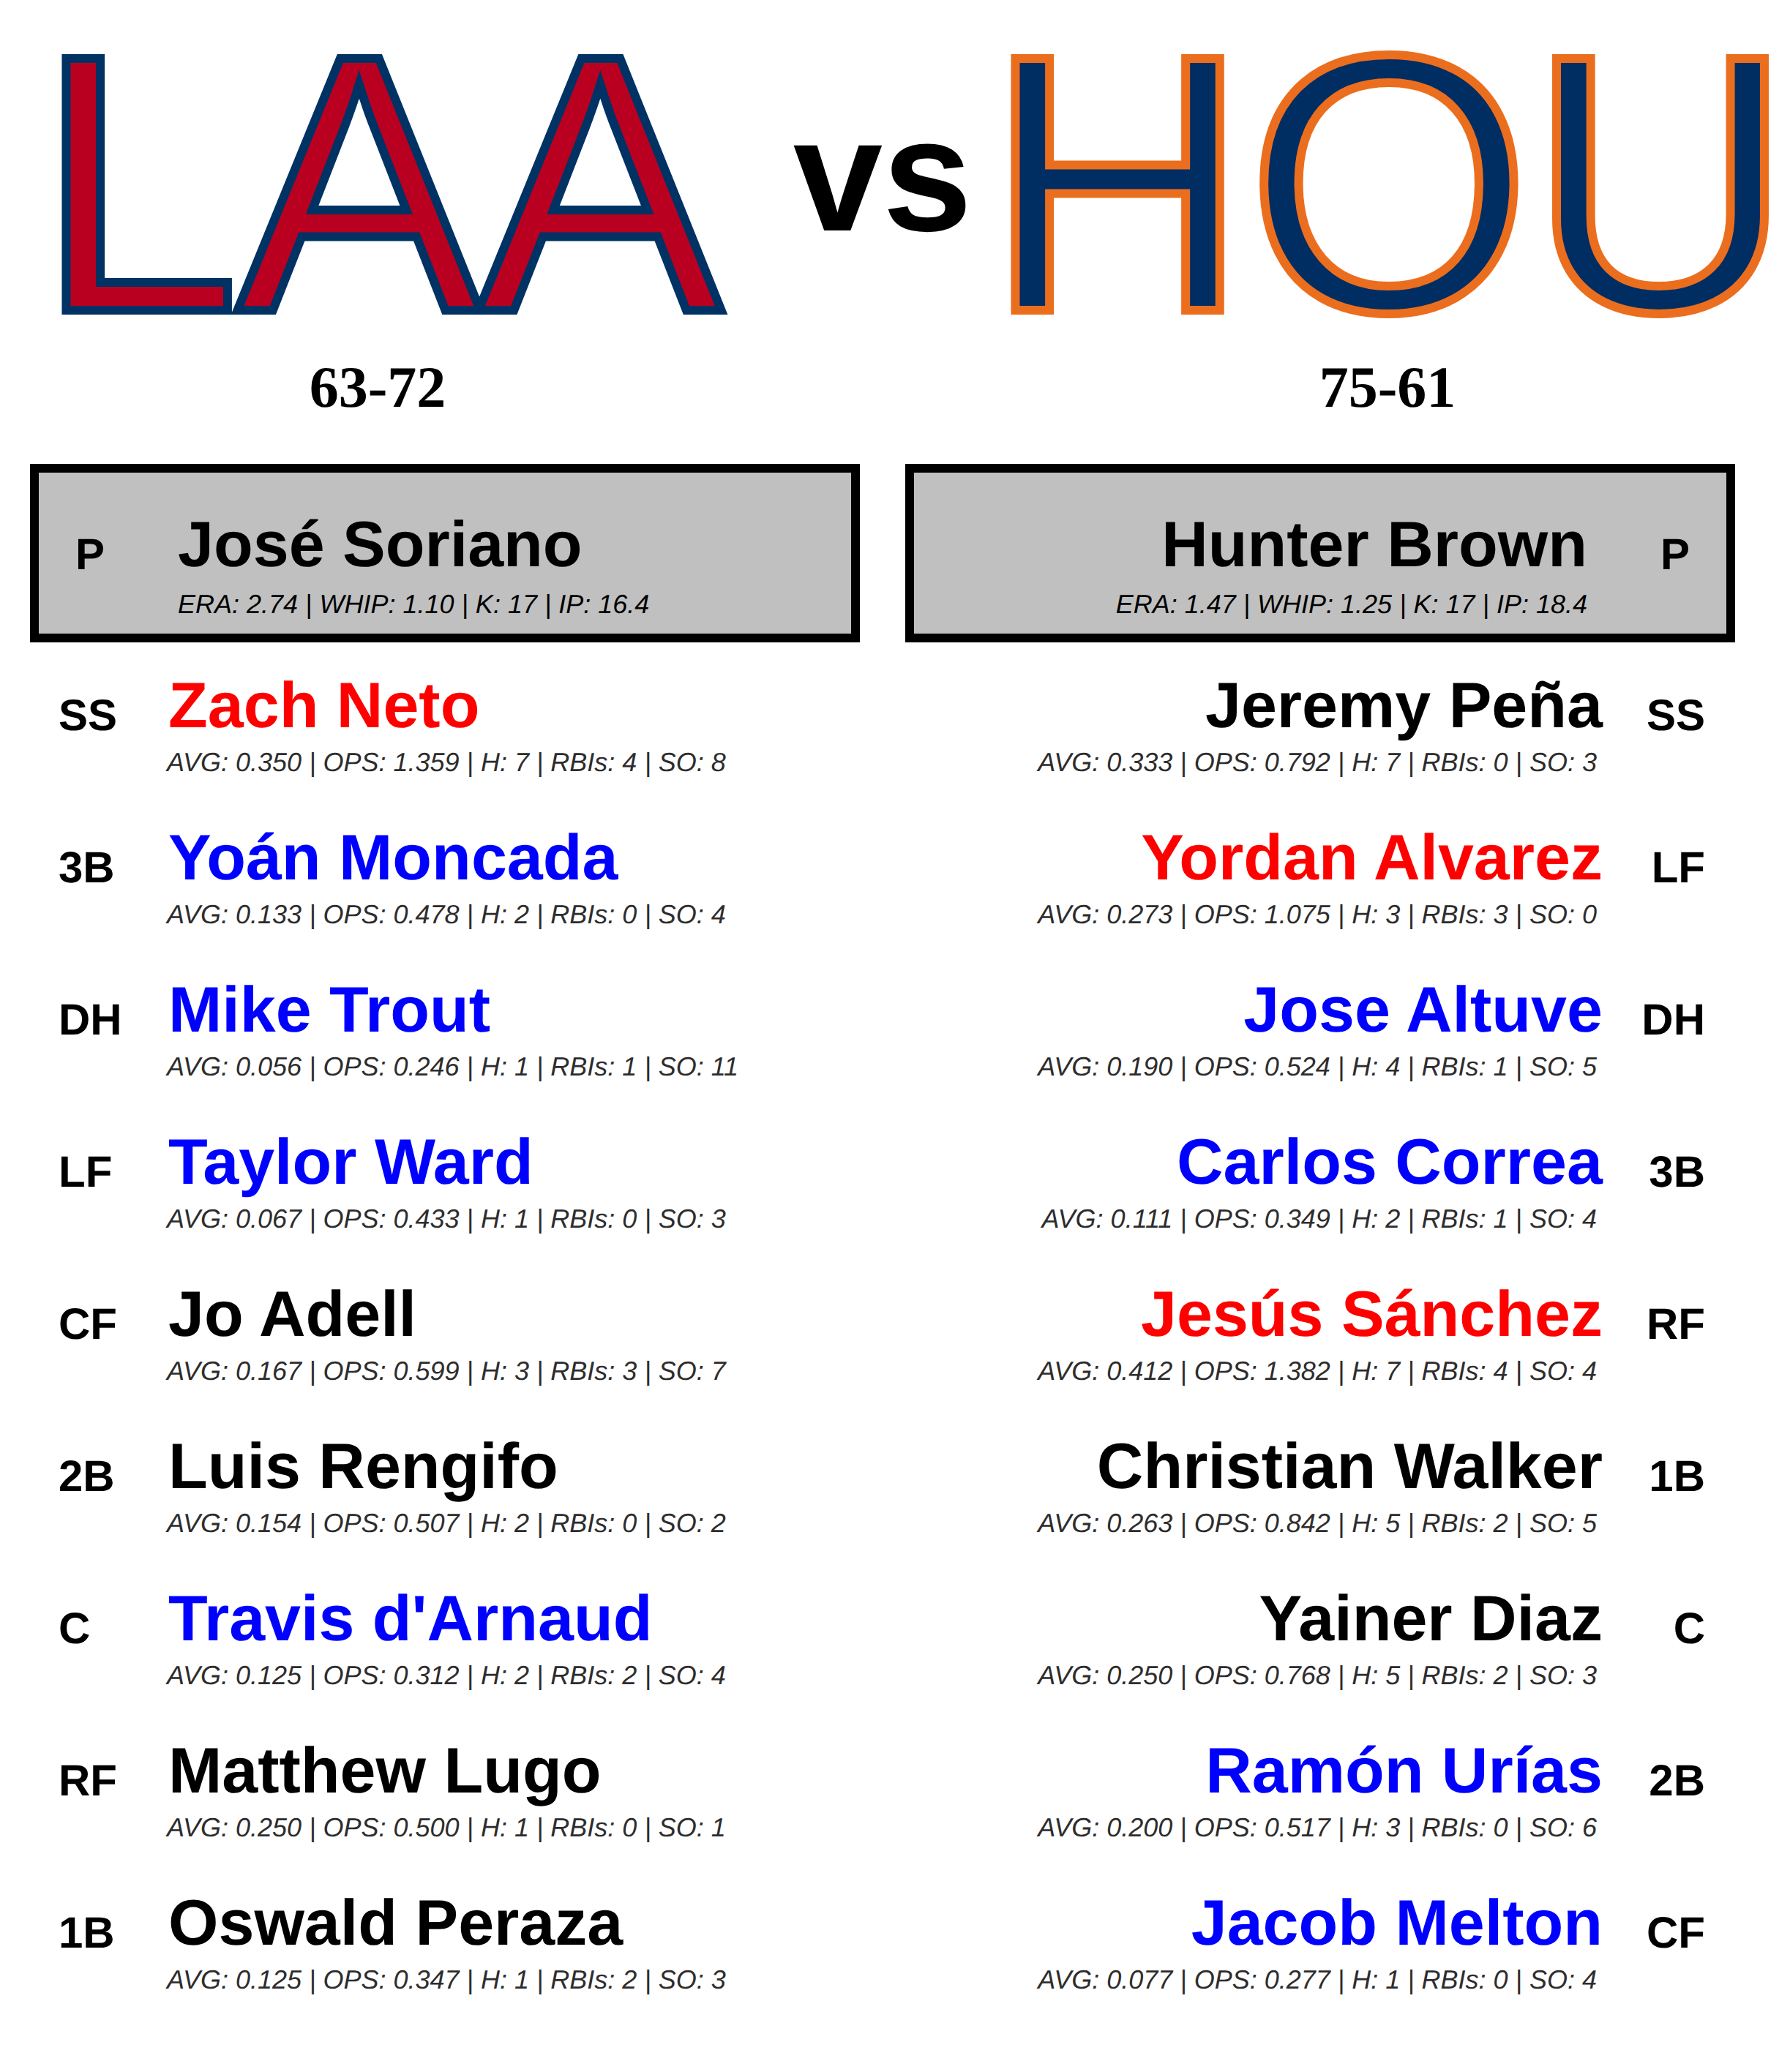 LAA vs HOU
63-72
75-61
P José Soriano
ERA: 2.74 | WHIP: 1.10 | K: 17 | IP: 16.4
Hunter Brown P
ERA: 1.47 | WHIP: 1.25 | K: 17 | IP: 18.4
SS Zach Neto
AVG: 0.350 | OPS: 1.359 | H: 7 | RBIs: 4 | SO: 8
3B Yoán Moncada
AVG: 0.133 | OPS: 0.478 | H: 2 | RBIs: 0 | SO: 4
DH Mike Trout
AVG: 0.056 | OPS: 0.246 | H: 1 | RBIs: 1 | SO: 11
LF Taylor Ward
AVG: 0.067 | OPS: 0.433 | H: 1 | RBIs: 0 | SO: 3
CF Jo Adell
AVG: 0.167 | OPS: 0.599 | H: 3 | RBIs: 3 | SO: 7
2B Luis Rengifo
AVG: 0.154 | OPS: 0.507 | H: 2 | RBIs: 0 | SO: 2
C Travis d'Arnaud
AVG: 0.125 | OPS: 0.312 | H: 2 | RBIs: 2 | SO: 4
RF Matthew Lugo
AVG: 0.250 | OPS: 0.500 | H: 1 | RBIs: 0 | SO: 1
1B Oswald Peraza
AVG: 0.125 | OPS: 0.347 | H: 1 | RBIs: 2 | SO: 3
Jeremy Peña SS
AVG: 0.333 | OPS: 0.792 | H: 7 | RBIs: 0 | SO: 3
Yordan Alvarez LF
AVG: 0.273 | OPS: 1.075 | H: 3 | RBIs: 3 | SO: 0
Jose Altuve DH
AVG: 0.190 | OPS: 0.524 | H: 4 | RBIs: 1 | SO: 5
Carlos Correa 3B
AVG: 0.111 | OPS: 0.349 | H: 2 | RBIs: 1 | SO: 4
Jesús Sánchez RF
AVG: 0.412 | OPS: 1.382 | H: 7 | RBIs: 4 | SO: 4
Christian Walker 1B
AVG: 0.263 | OPS: 0.842 | H: 5 | RBIs: 2 | SO: 5
Yainer Diaz C
AVG: 0.250 | OPS: 0.768 | H: 5 | RBIs: 2 | SO: 3
Ramón Urías 2B
AVG: 0.200 | OPS: 0.517 | H: 3 | RBIs: 0 | SO: 6
Jacob Melton CF
AVG: 0.077 | OPS: 0.277 | H: 1 | RBIs: 0 | SO: 4